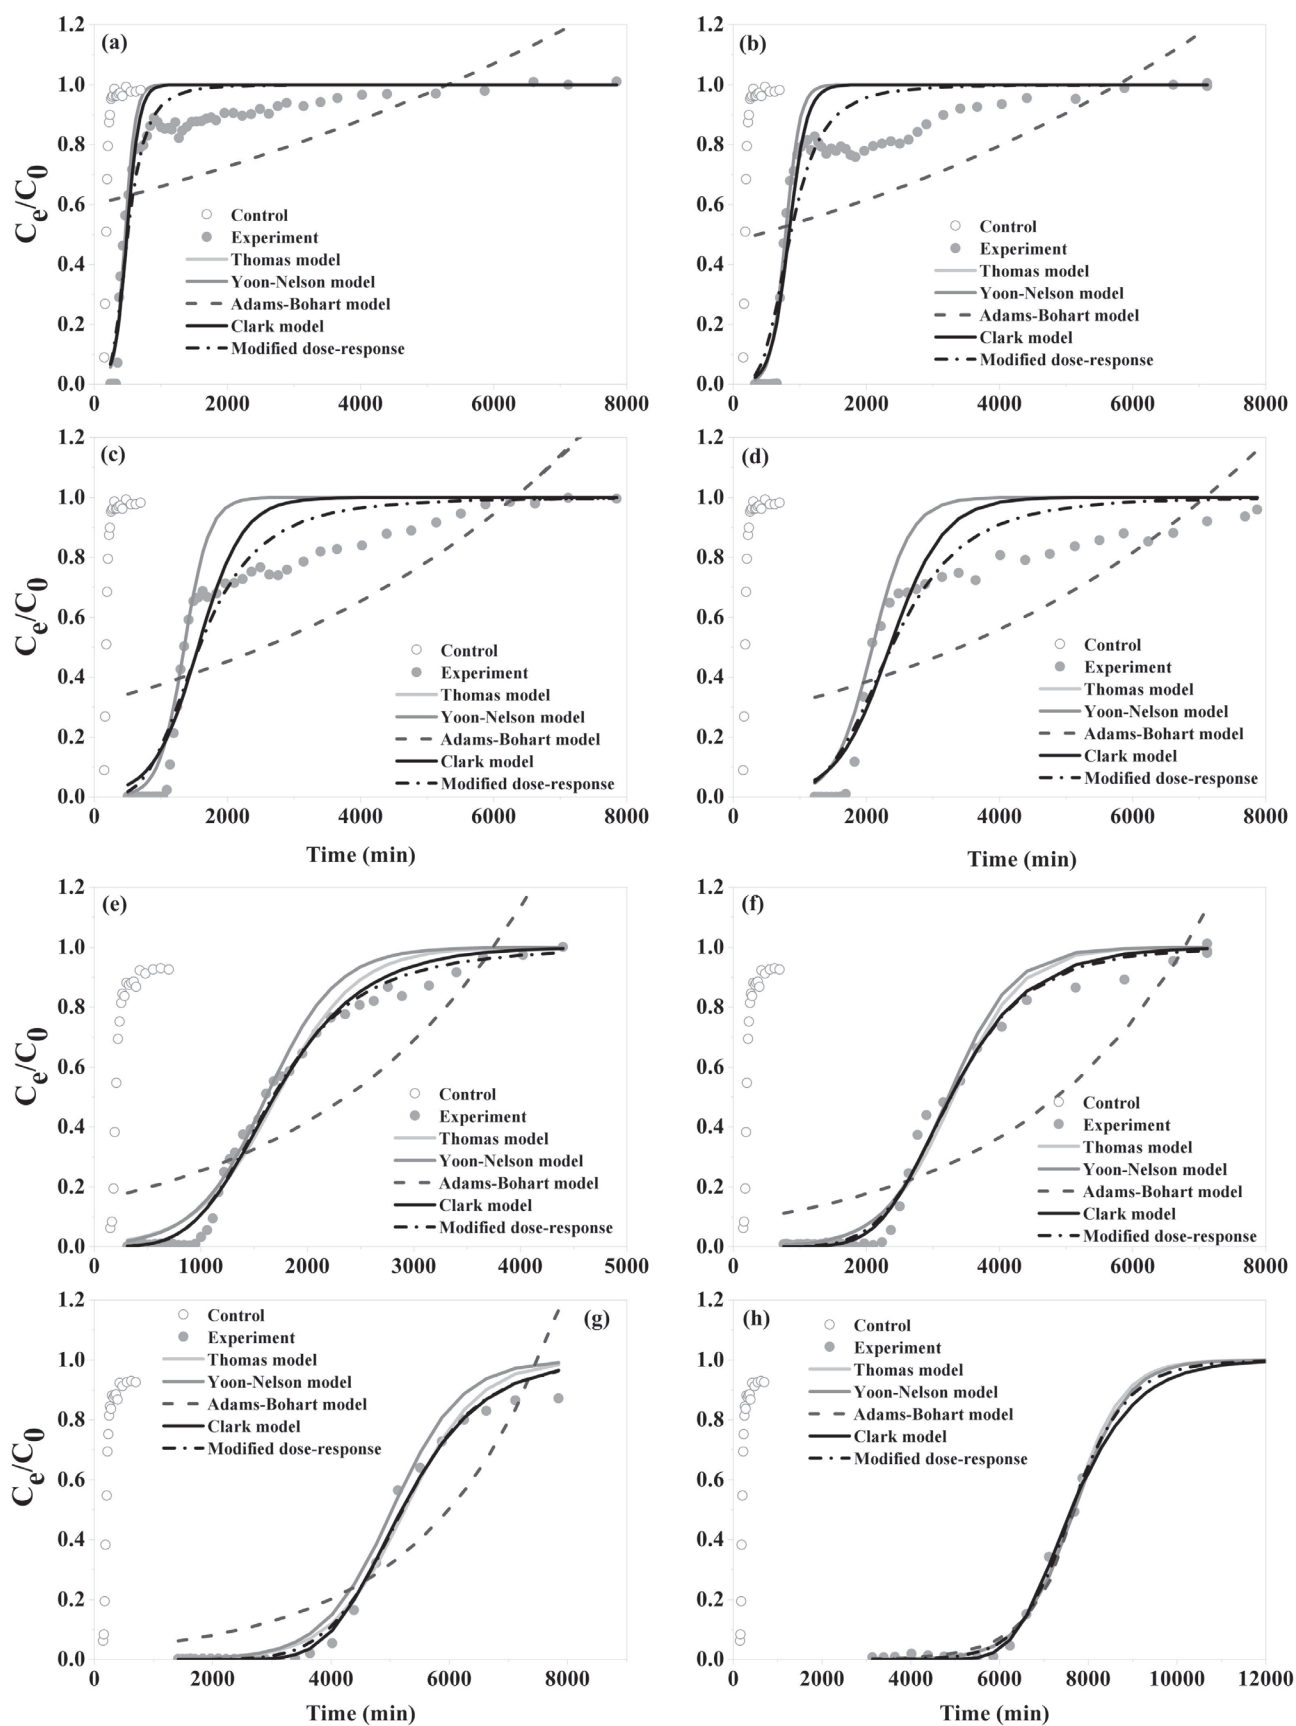 (a)
1.2
1.0
0.8
0.6
0.4
0.2
0.0
Ce/C0
Control
Experiment
Thomas model
Yoon-Nelson model
Adams-Bohart model
Clark model
Modified dose-response
0 2000 4000 6000 8000
(b)
1.2
1.0
0.8
0.6
0.4
0.2
0.0
Control
Experiment
Thomas model
Yoon-Nelson model
Adams-Bohart model
Clark model
Modified dose-response
0 2000 4000 6000 8000
(c)
1.2
1.0
0.8
0.6
0.4
0.2
0.0
Ce/C0
Control
Experiment
Thomas model
Yoon-Nelson model
Adams-Bohart model
Clark model
Modified dose-response
0 2000 4000 6000 8000
Time (min)
(d)
1.2
1.0
0.8
0.6
0.4
0.2
0.0
Control
Experiment
Thomas model
Yoon-Nelson model
Adams-Bohart model
Clark model
Modified dose-response
0 2000 4000 6000 8000
Time (min)
(e)
1.2
1.0
0.8
0.6
0.4
0.2
0.0
Ce/C0
Control
Experiment
Thomas model
Yoon-Nelson model
Adams-Bohart model
Clark model
Modified dose-response
0 1000 2000 3000 4000 5000
(f)
1.2
1.0
0.8
0.6
0.4
0.2
0.0
Control
Experiment
Thomas model
Yoon-Nelson model
Adams-Bohart model
Clark model
Modified dose-response
0 2000 4000 6000 8000
(g)
1.2
1.0
0.8
0.6
0.4
0.2
0.0
Ce/C0
Control
Experiment
Thomas model
Yoon-Nelson model
Adams-Bohart model
Clark model
Modified dose-response
0 2000 4000 6000 8000
Time (min)
(h)
1.2
1.0
0.8
0.6
0.4
0.2
0.0
Control
Experiment
Thomas model
Yoon-Nelson model
Adams-Bohart model
Clark model
Modified dose-response
0 2000 4000 6000 8000 10000 12000
Time (min)